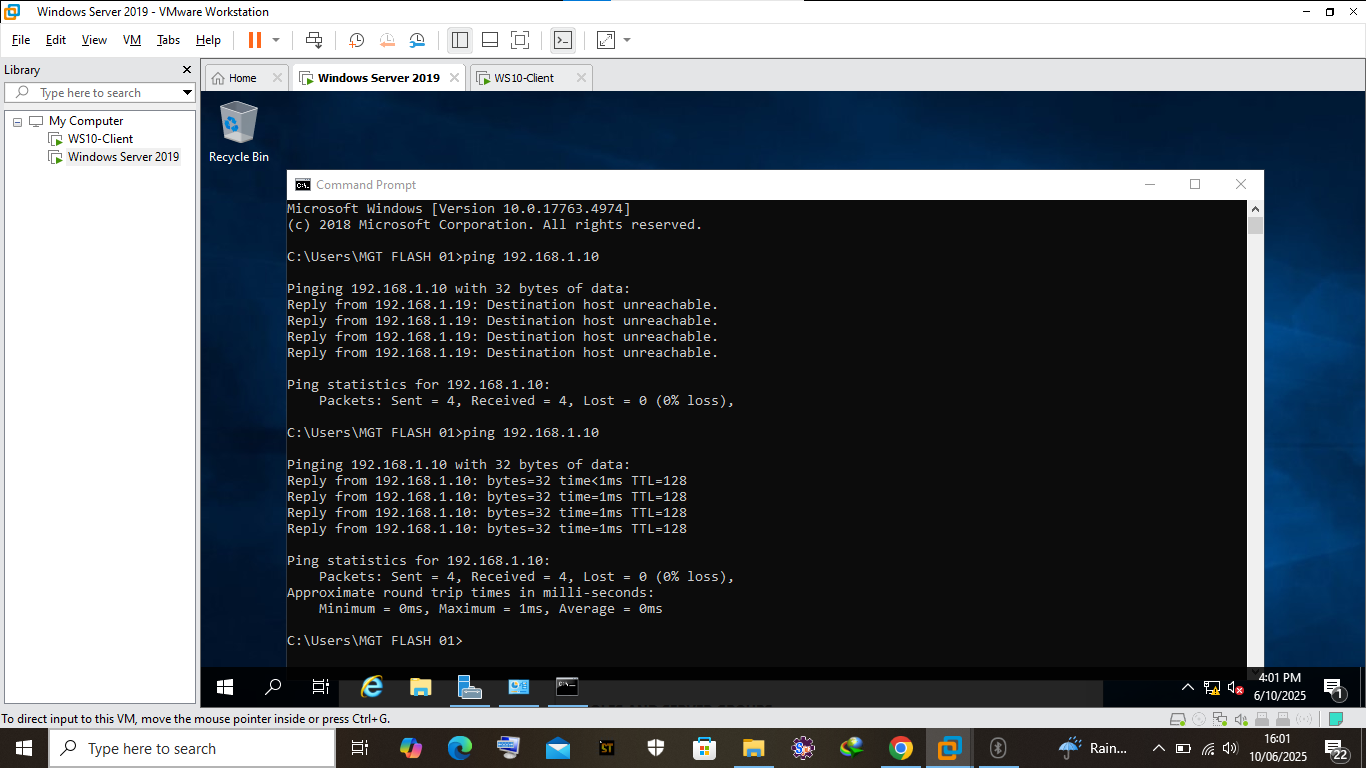 Windows Server 2019 - VMware Workstation
File Edit View VM Tabs Help
Library
Type here to search
My Computer
WS10-Client
Windows Server 2019
Home
Windows Server 2019
WS10-Client
Recycle Bin
Command Prompt
Microsoft Windows [Version 10.0.17763.4974]
(c) 2018 Microsoft Corporation. All rights reserved.
C:\Users\MGT FLASH 01>ping 192.168.1.10
Pinging 192.168.1.10 with 32 bytes of data:
Reply from 192.168.1.19: Destination host unreachable.
Reply from 192.168.1.19: Destination host unreachable.
Reply from 192.168.1.19: Destination host unreachable.
Reply from 192.168.1.19: Destination host unreachable.
Ping statistics for 192.168.1.10:
Packets: Sent = 4, Received = 4, Lost = 0 (0% loss),
C:\Users\MGT FLASH 01>ping 192.168.1.10
Pinging 192.168.1.10 with 32 bytes of data:
Reply from 192.168.1.10: bytes=32 time<1ms TTL=128
Reply from 192.168.1.10: bytes=32 time=1ms TTL=128
Reply from 192.168.1.10: bytes=32 time=1ms TTL=128
Reply from 192.168.1.10: bytes=32 time=1ms TTL=128
Ping statistics for 192.168.1.10:
Packets: Sent = 4, Received = 4, Lost = 0 (0% loss),
Approximate round trip times in milli-seconds:
Minimum = 0ms, Maximum = 1ms, Average = 0ms
C:\Users\MGT FLASH 01>
4:01 PM
6/10/2025
1
To direct input to this VM, move the mouse pointer inside or press Ctrl+G.
Type here to search
ST
Rain...
16:01
10/06/2025
22